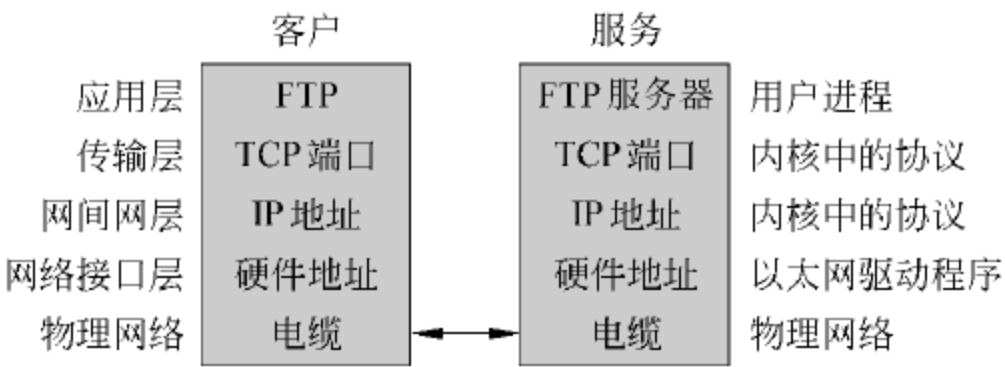 客户 服务
应用层 FTP FTP服务器 用户进程
传输层 TCP端口 TCP端口 内核中的协议
网间网层 IP地址 IP地址 内核中的协议
网络接口层 硬件地址 硬件地址 以太网驱动程序
物理网络 电缆 电缆 物理网络